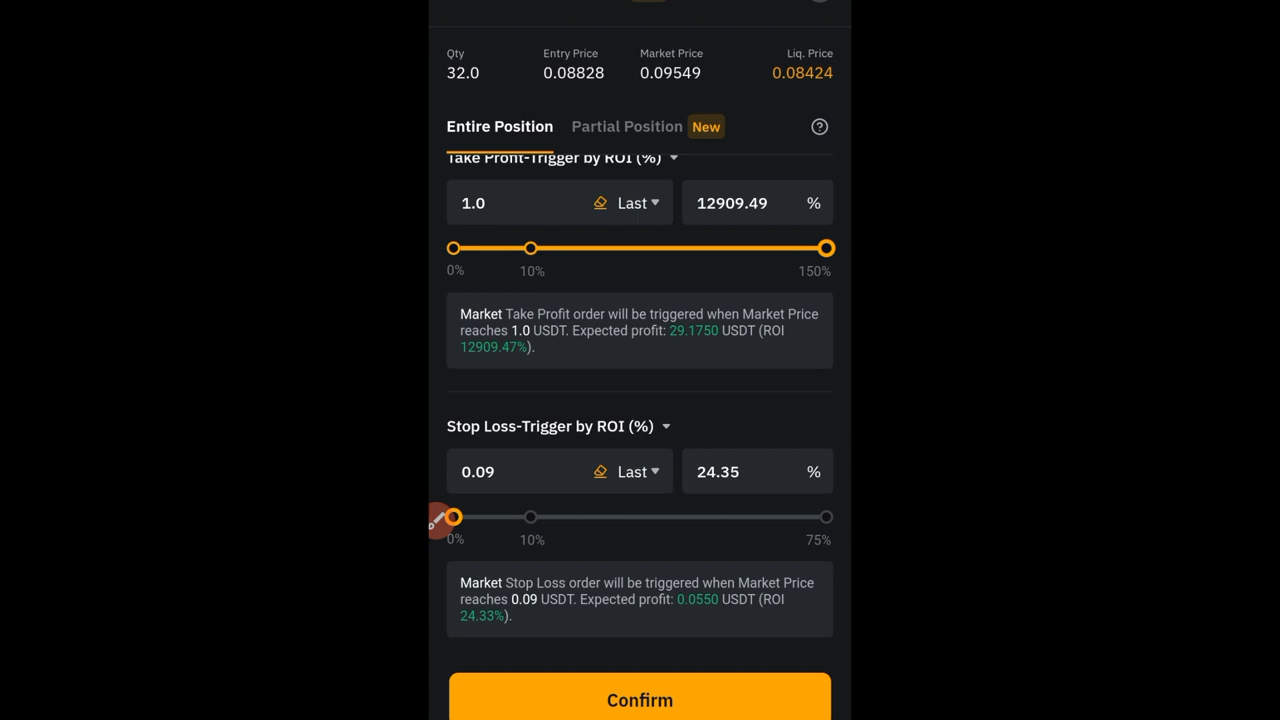 Qty Entry Price Market Price Liq. Price
32.0 0.08828 0.09549 0.08424
Entire Position Partial Position New
Take Profit-Trigger by ROI (%)
1.0 Last 12909.49 %
0% 10% 150%
Market Take Profit order will be triggered when Market Price
reaches 1.0 USDT. Expected profit: 29.1750 USDT (ROI
12909.47%).
Stop Loss-Trigger by ROI (%)
0.09 Last 24.35 %
0% 10% 75%
Market Stop Loss order will be triggered when Market Price
reaches 0.09 USDT. Expected profit: 0.0550 USDT (ROI
24.33%).
Confirm